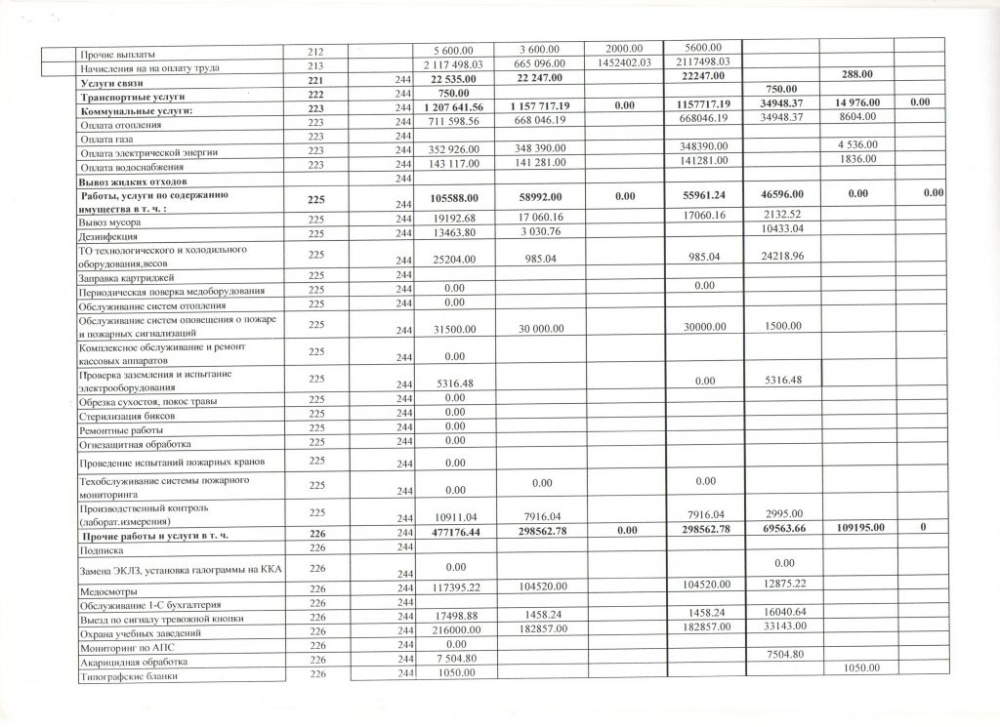 Прочие выплаты 212 5 600.00 3 600.00 2000.00 5600.00
Начисления на на оплату труда 213 2 117 498.03 665 096.00 1452402.03 2117498.03
Услуги связи 221 244 22 535.00 22 247.00 22247.00 288.00
Транспортные услуги 222 244 750.00 750.00
Коммунальные услуги: 223 244 1 207 641.56 1 157 717.19 0.00 1157717.19 34948.37 14 976.00 0.00
Оплата отопления 223 244 711 598.56 668 046.19 668046.19 34948.37 8604.00
Оплата газа 223 244
Оплата электрической энергии 223 244 352 926.00 348 390.00 348390.00 4 536.00
Оплата водоснабжения 223 244 143 117.00 141 281.00 141281.00 1836.00
Вывоз жидких отходов 244
Работы, услуги по содержанию
имущества в т. ч. : 225 244 105588.00 58992.00 0.00 55961.24 46596.00 0.00 0.00
Вывоз мусора 225 244 19192.68 17 060.16 17060.16 2132.52
Дезинфекция 225 244 13463.80 3 030.76 10433.04
ТО технологического и холодильного
оборудования,весов 225 244 25204.00 985.04 985.04 24218.96
Заправка картриджей 225 244
Периодическая поверка медоборудования 225 244 0.00 0.00
Обслуживание систем отопления 225 244 0.00
Обслуживание систем оповещения о пожаре
и пожарных сигнализаций 225 244 31500.00 30 000.00 30000.00 1500.00
Комплексное обслуживание и ремонт
кассовых аппаратов 225 244 0.00
Проверка заземления и испытание
электрооборудования 225 244 5316.48 0.00 5316.48
Обрезка сухостоя, покос травы 225 244 0.00
Стерилизация биксов 225 244 0.00
Ремонтные работы 225 244 0.00
Огнезащитная обработка 225 244 0.00
Проведение испытаний пожарных кранов 225 244 0.00
Техобслуживание системы пожарного
мониторинга 225 244 0.00 0.00 0.00
Производственный контроль
(лаборат.измерения) 225 244 10911.04 7916.04 7916.04 2995.00
Прочие работы и услуги в т. ч. 226 244 477176.44 298562.78 0.00 298562.78 69563.66 109195.00 0
Подписка 226 244
Замена ЭКЛЗ, установка галограммы на ККА 226 244 0.00 0.00
Медосмотры 226 244 117395.22 104520.00 104520.00 12875.22
Обслуживание 1-С бухгалтерия 226 244
Выезд по сигналу тревожной кнопки 226 244 17498.88 1458.24 1458.24 16040.64
Охрана учебных заведений 226 244 216000.00 182857.00 182857.00 33143.00
Мониторинг по АПС 226 244 0.00
Акарицидная обработка 226 244 7 504.80 7504.80
Типографские бланки 226 244 1050.00 1050.00